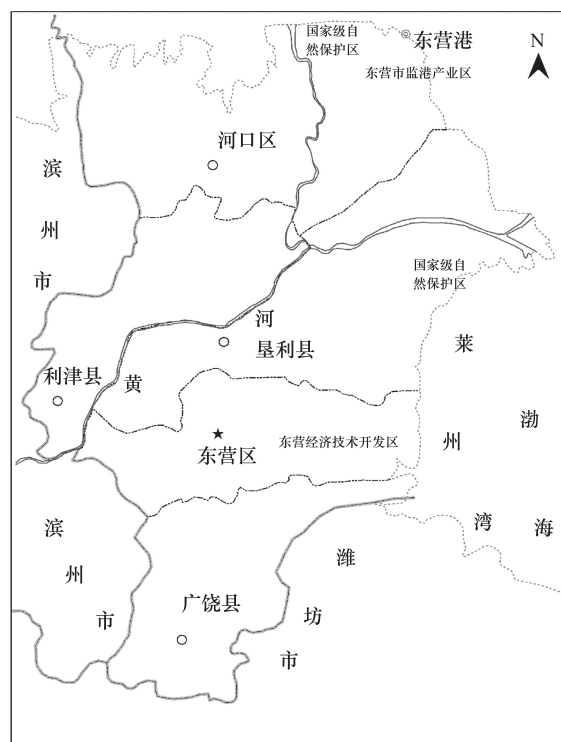 国家级自
然保护区
东营港
N
东营市监港产业区
河口区
滨
州
市
国家级自
然保护区
河
垦利县
莱
州
湾
利津县
黄
渤
海
东营区
东营经济技术开发区
滨
州
市
潍
坊
市
广饶县